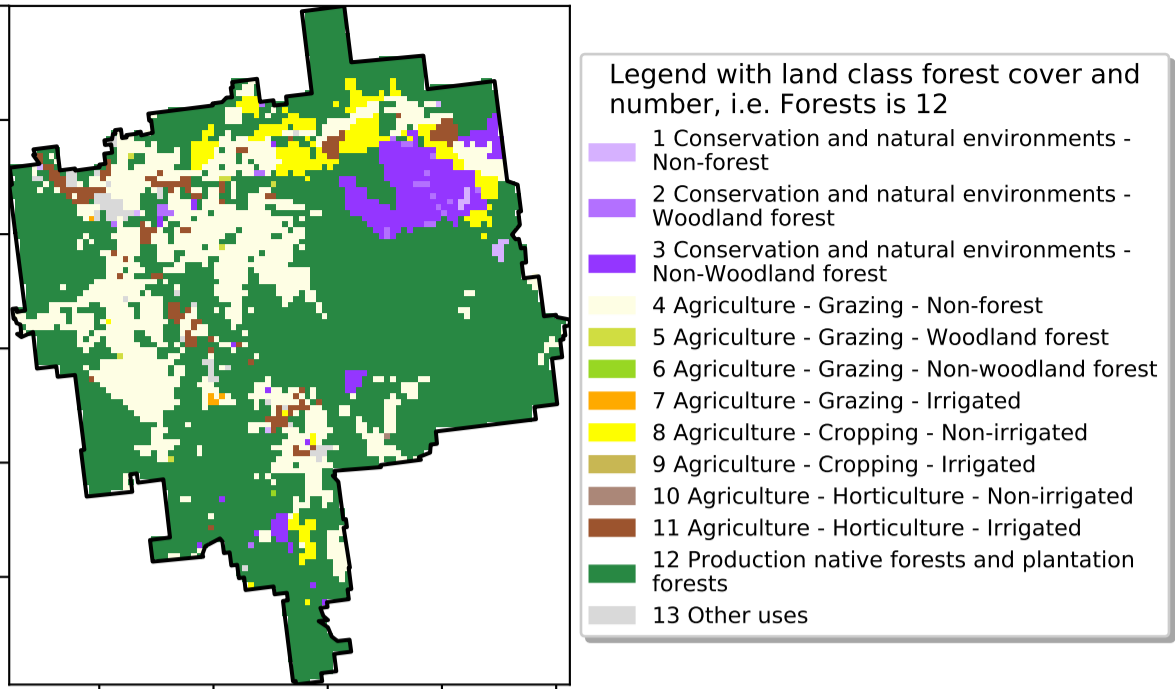 Legend with land class forest cover and
number, i.e. Forests is 12
1 Conservation and natural environments -
Non-forest
2 Conservation and natural environments -
Woodland forest
3 Conservation and natural environments -
Non-Woodland forest
4 Agriculture - Grazing - Non-forest
5 Agriculture - Grazing - Woodland forest
6 Agriculture - Grazing - Non-woodland forest
7 Agriculture - Grazing - Irrigated
8 Agriculture - Cropping - Non-irrigated
9 Agriculture - Cropping - Irrigated
10 Agriculture - Horticulture - Non-irrigated
11 Agriculture - Horticulture - Irrigated
12 Production native forests and plantation
forests
13 Other uses